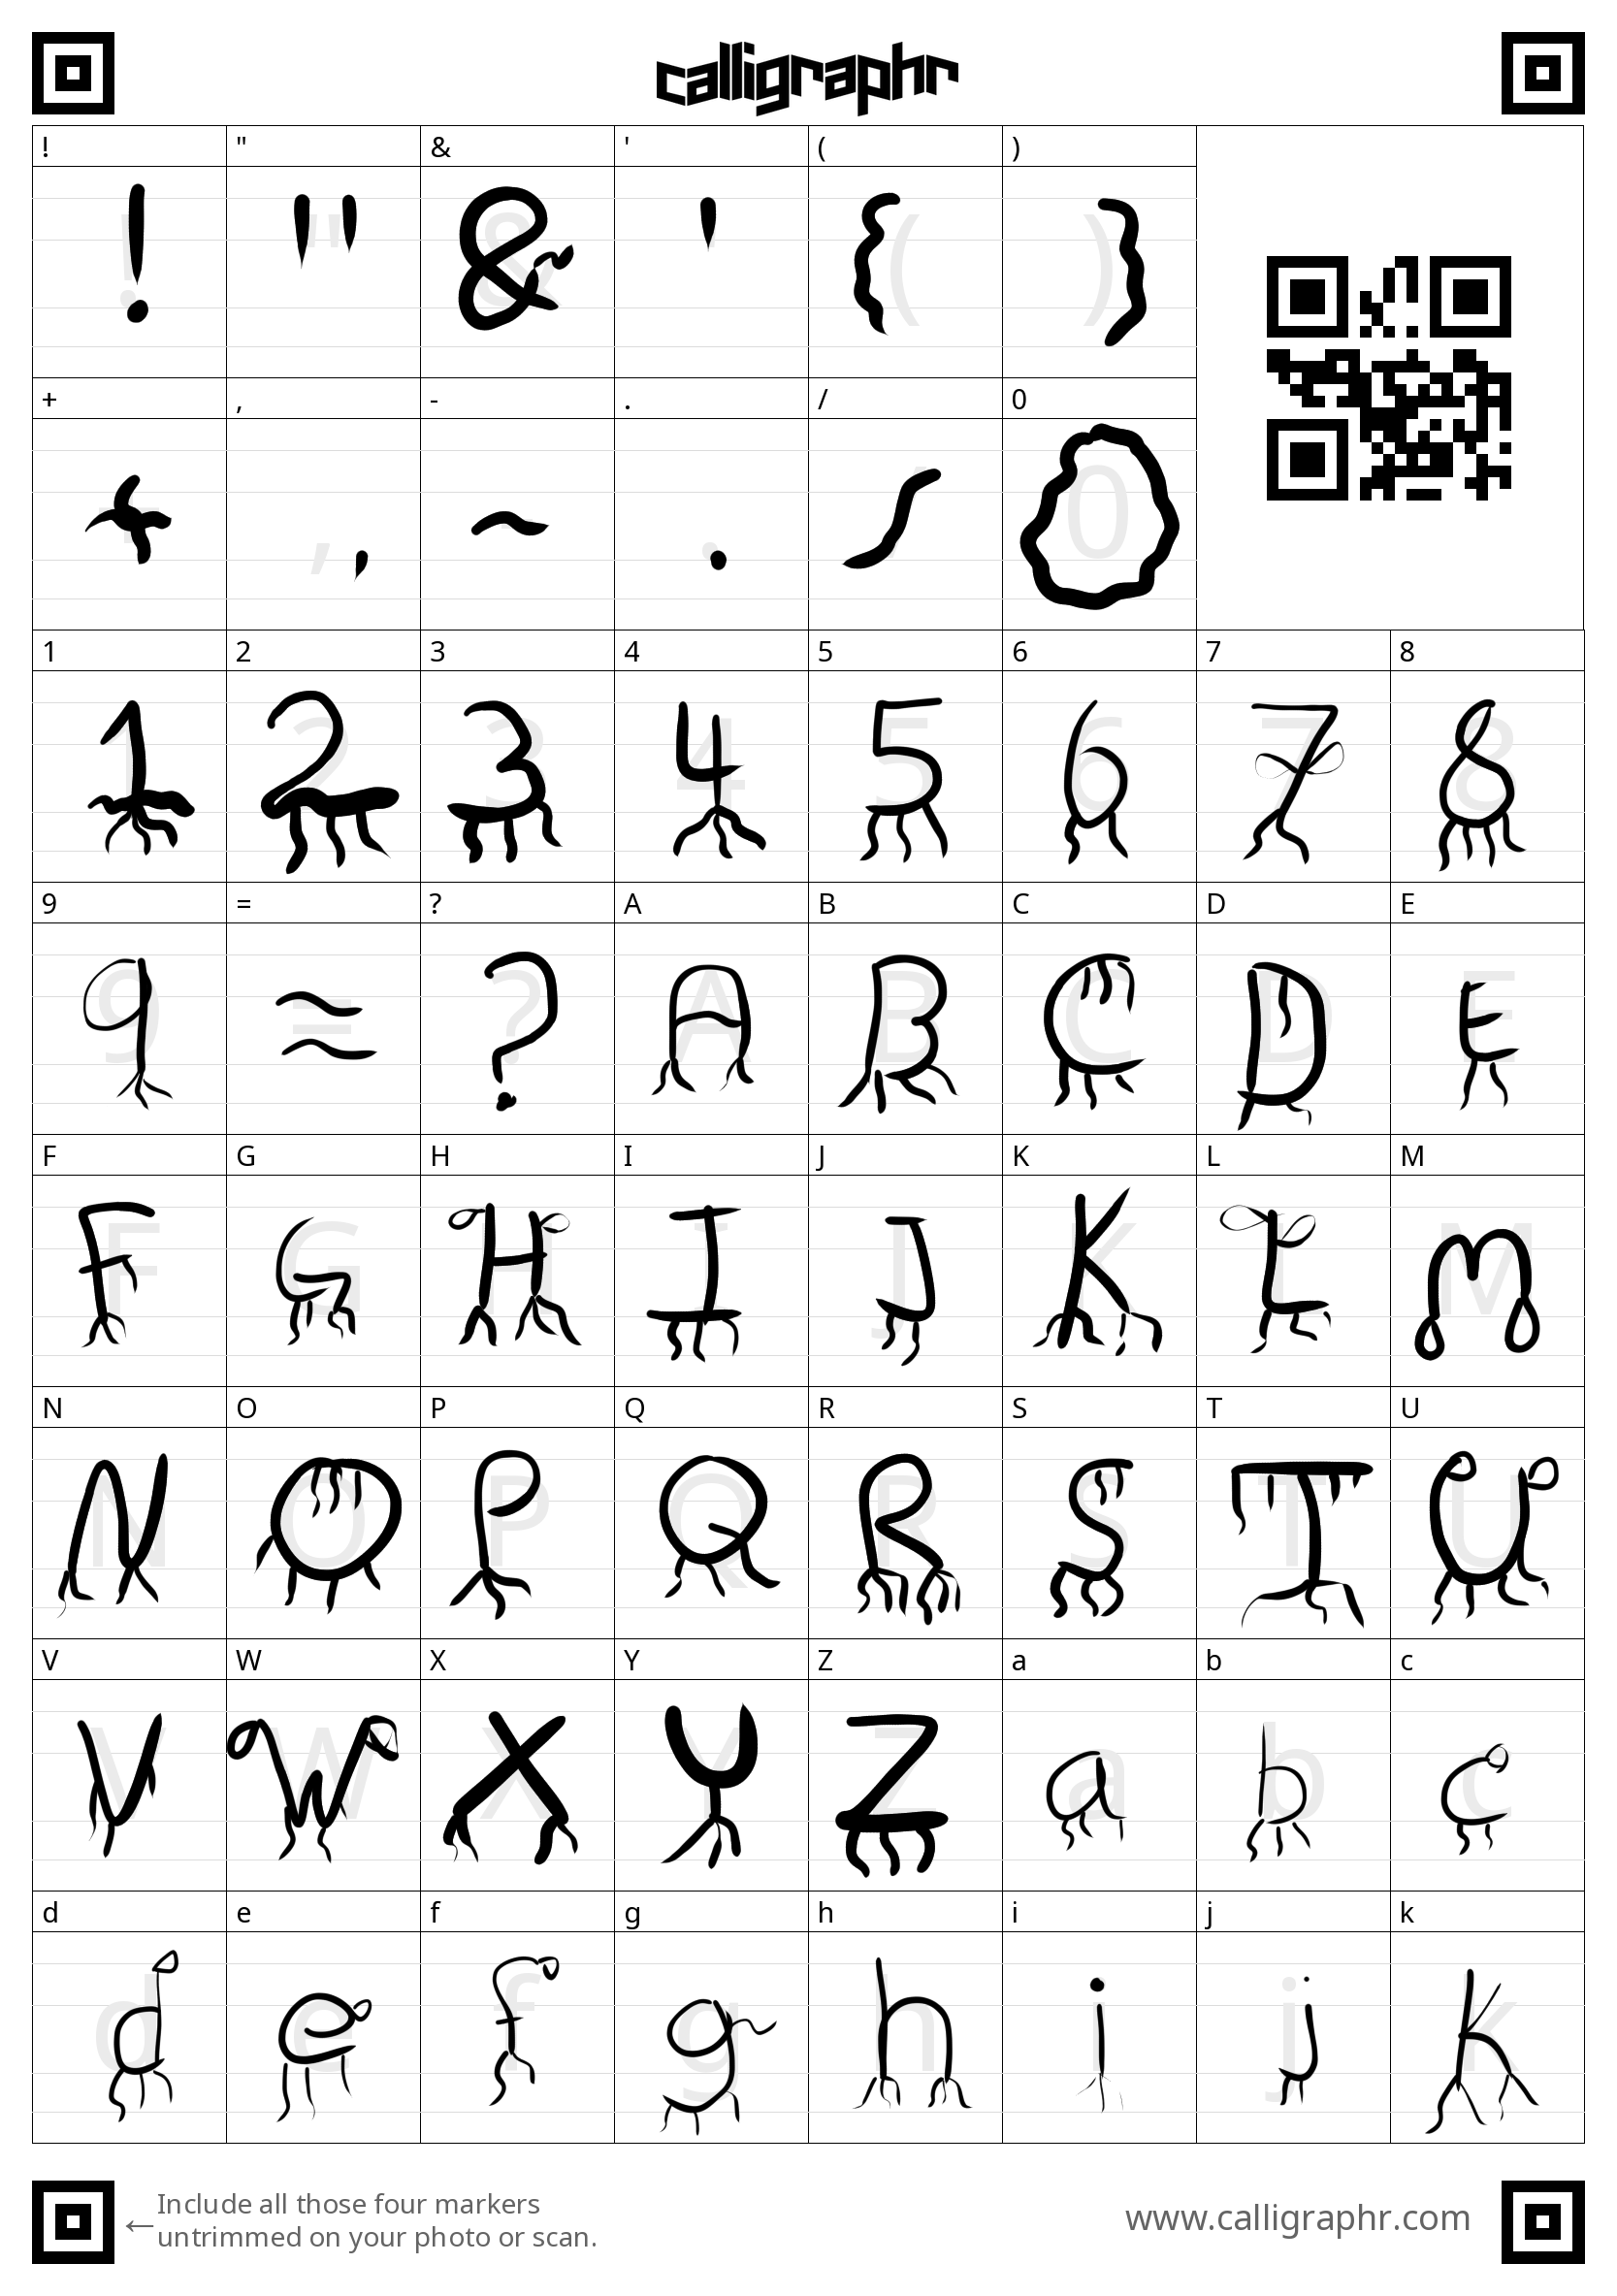 calligraphr
! " & ' ( )
! " & ' ( )
+ , - . / 0
+ , - . / 0
1 2 3 4 5 6 7 8
1 2 3 4 5 6 7 8
9 = ? A B C D E
9 = ? A B C D E
F G H I J K L M
F G H I J K L M
N O P Q R S T U
N O P Q R S T U
V W X Y Z a b c
V W X Y Z a b c
d e f g h i j k
d e f g h i j k
←Include all those four markers
untrimmed on your photo or scan.
www.calligraphr.com